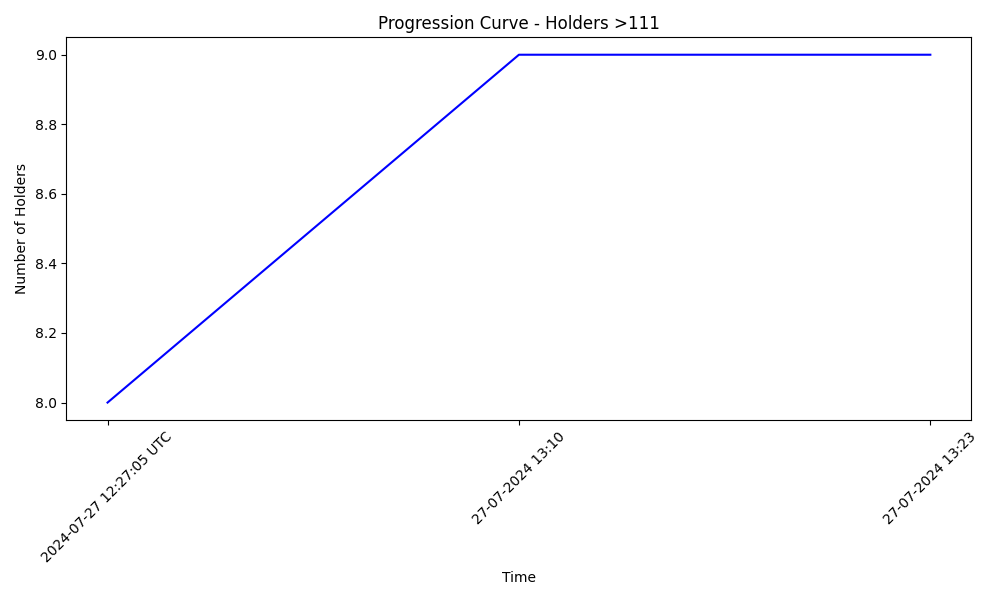 Progression Curve - Holders >111
Number of Holders
9.0
8.8
8.6
8.4
8.2
8.0
2024-07-27 12:27:05 UTC
27-07-2024 13:10
27-07-2024 13:23
Time